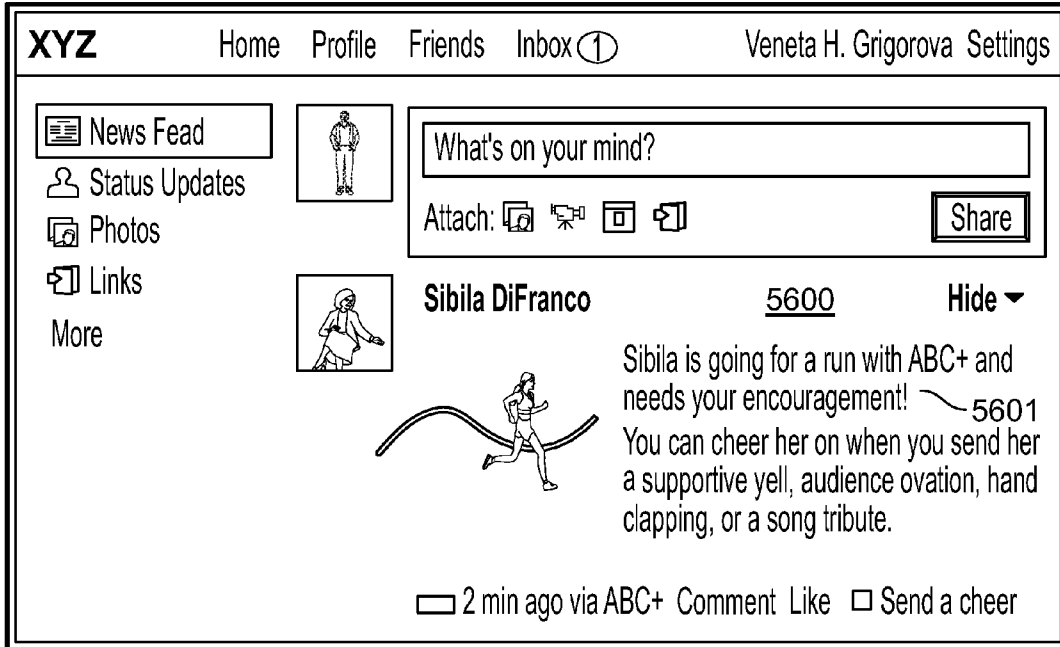 XYZ Home Profile Friends Inbox 1 Veneta H. Grigorova Settings
News Fead
Status Updates
Photos
Links
More
What's on your mind?
Attach: Share
Sibila DiFranco 5600 Hide
Sibila is going for a run with ABC+ and
needs your encouragement! 5601
You can cheer her on when you send her
a supportive yell, audience ovation, hand
clapping, or a song tribute.
2 min ago via ABC+ Comment Like Send a cheer